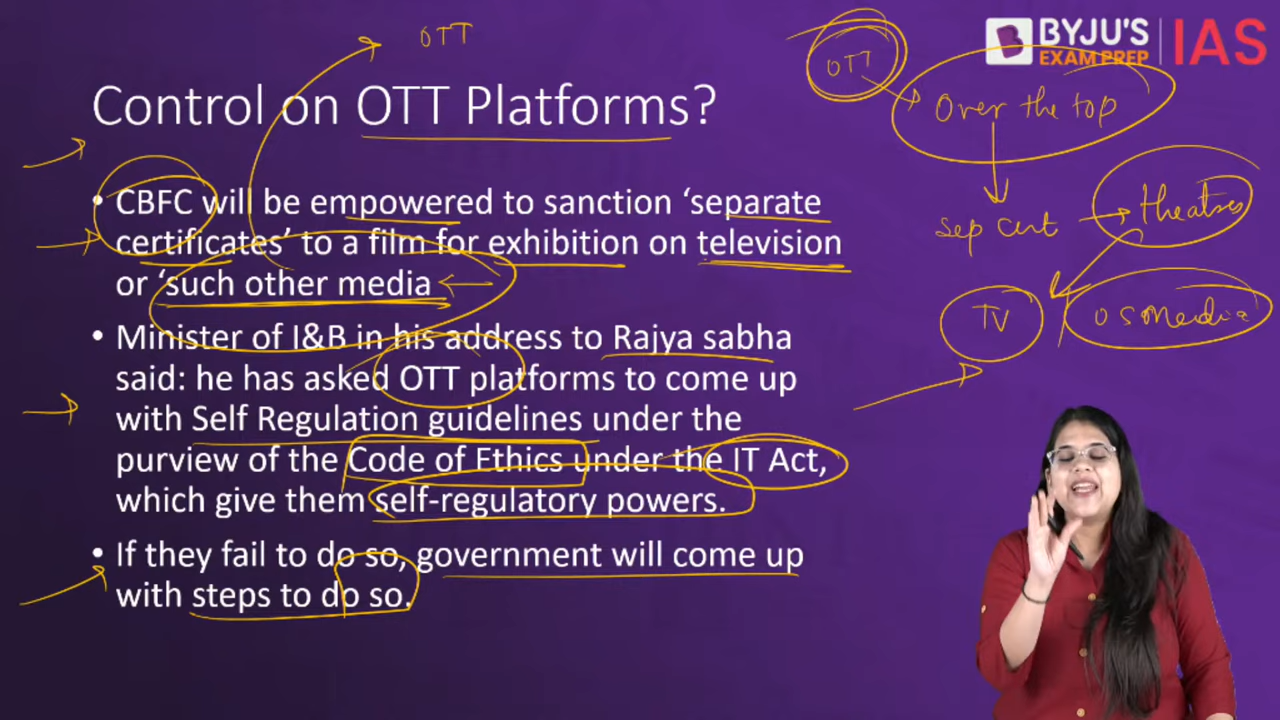 OTT
OTT
BYJU'S
EXAM PREP
IAS
Over the top
Control on OTT Platforms?
• CBFC will be empowered to sanction ‘separate
certificates’ to a film for exhibition on television
or ‘such other media
sep cert
theatres
TV
OS Media
• Minister of I&B in his address to Rajya sabha
said: he has asked OTT platforms to come up
with Self Regulation guidelines under the
purview of the Code of Ethics under the IT Act,
which give them self-regulatory powers.
• If they fail to do so, government will come up
with steps to do so.